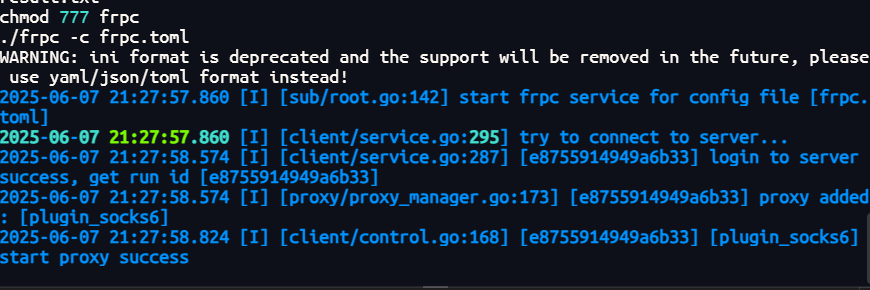 result.txt
chmod 777 frpc
./frpc -c frpc.toml
WARNING: ini format is deprecated and the support will be removed in the future, please
 use yaml/json/toml format instead!
2025-06-07 21:27:57.860 [I] [sub/root.go:142] start frpc service for config file [frpc.
toml]
2025-06-07 21:27:57.860 [I] [client/service.go:295] try to connect to server...
2025-06-07 21:27:58.574 [I] [client/service.go:287] [e8755914949a6b33] login to server 
success, get run id [e8755914949a6b33]
2025-06-07 21:27:58.574 [I] [proxy/proxy_manager.go:173] [e8755914949a6b33] proxy added
: [plugin_socks6]
2025-06-07 21:27:58.824 [I] [client/control.go:168] [e8755914949a6b33] [plugin_socks6] 
start proxy success